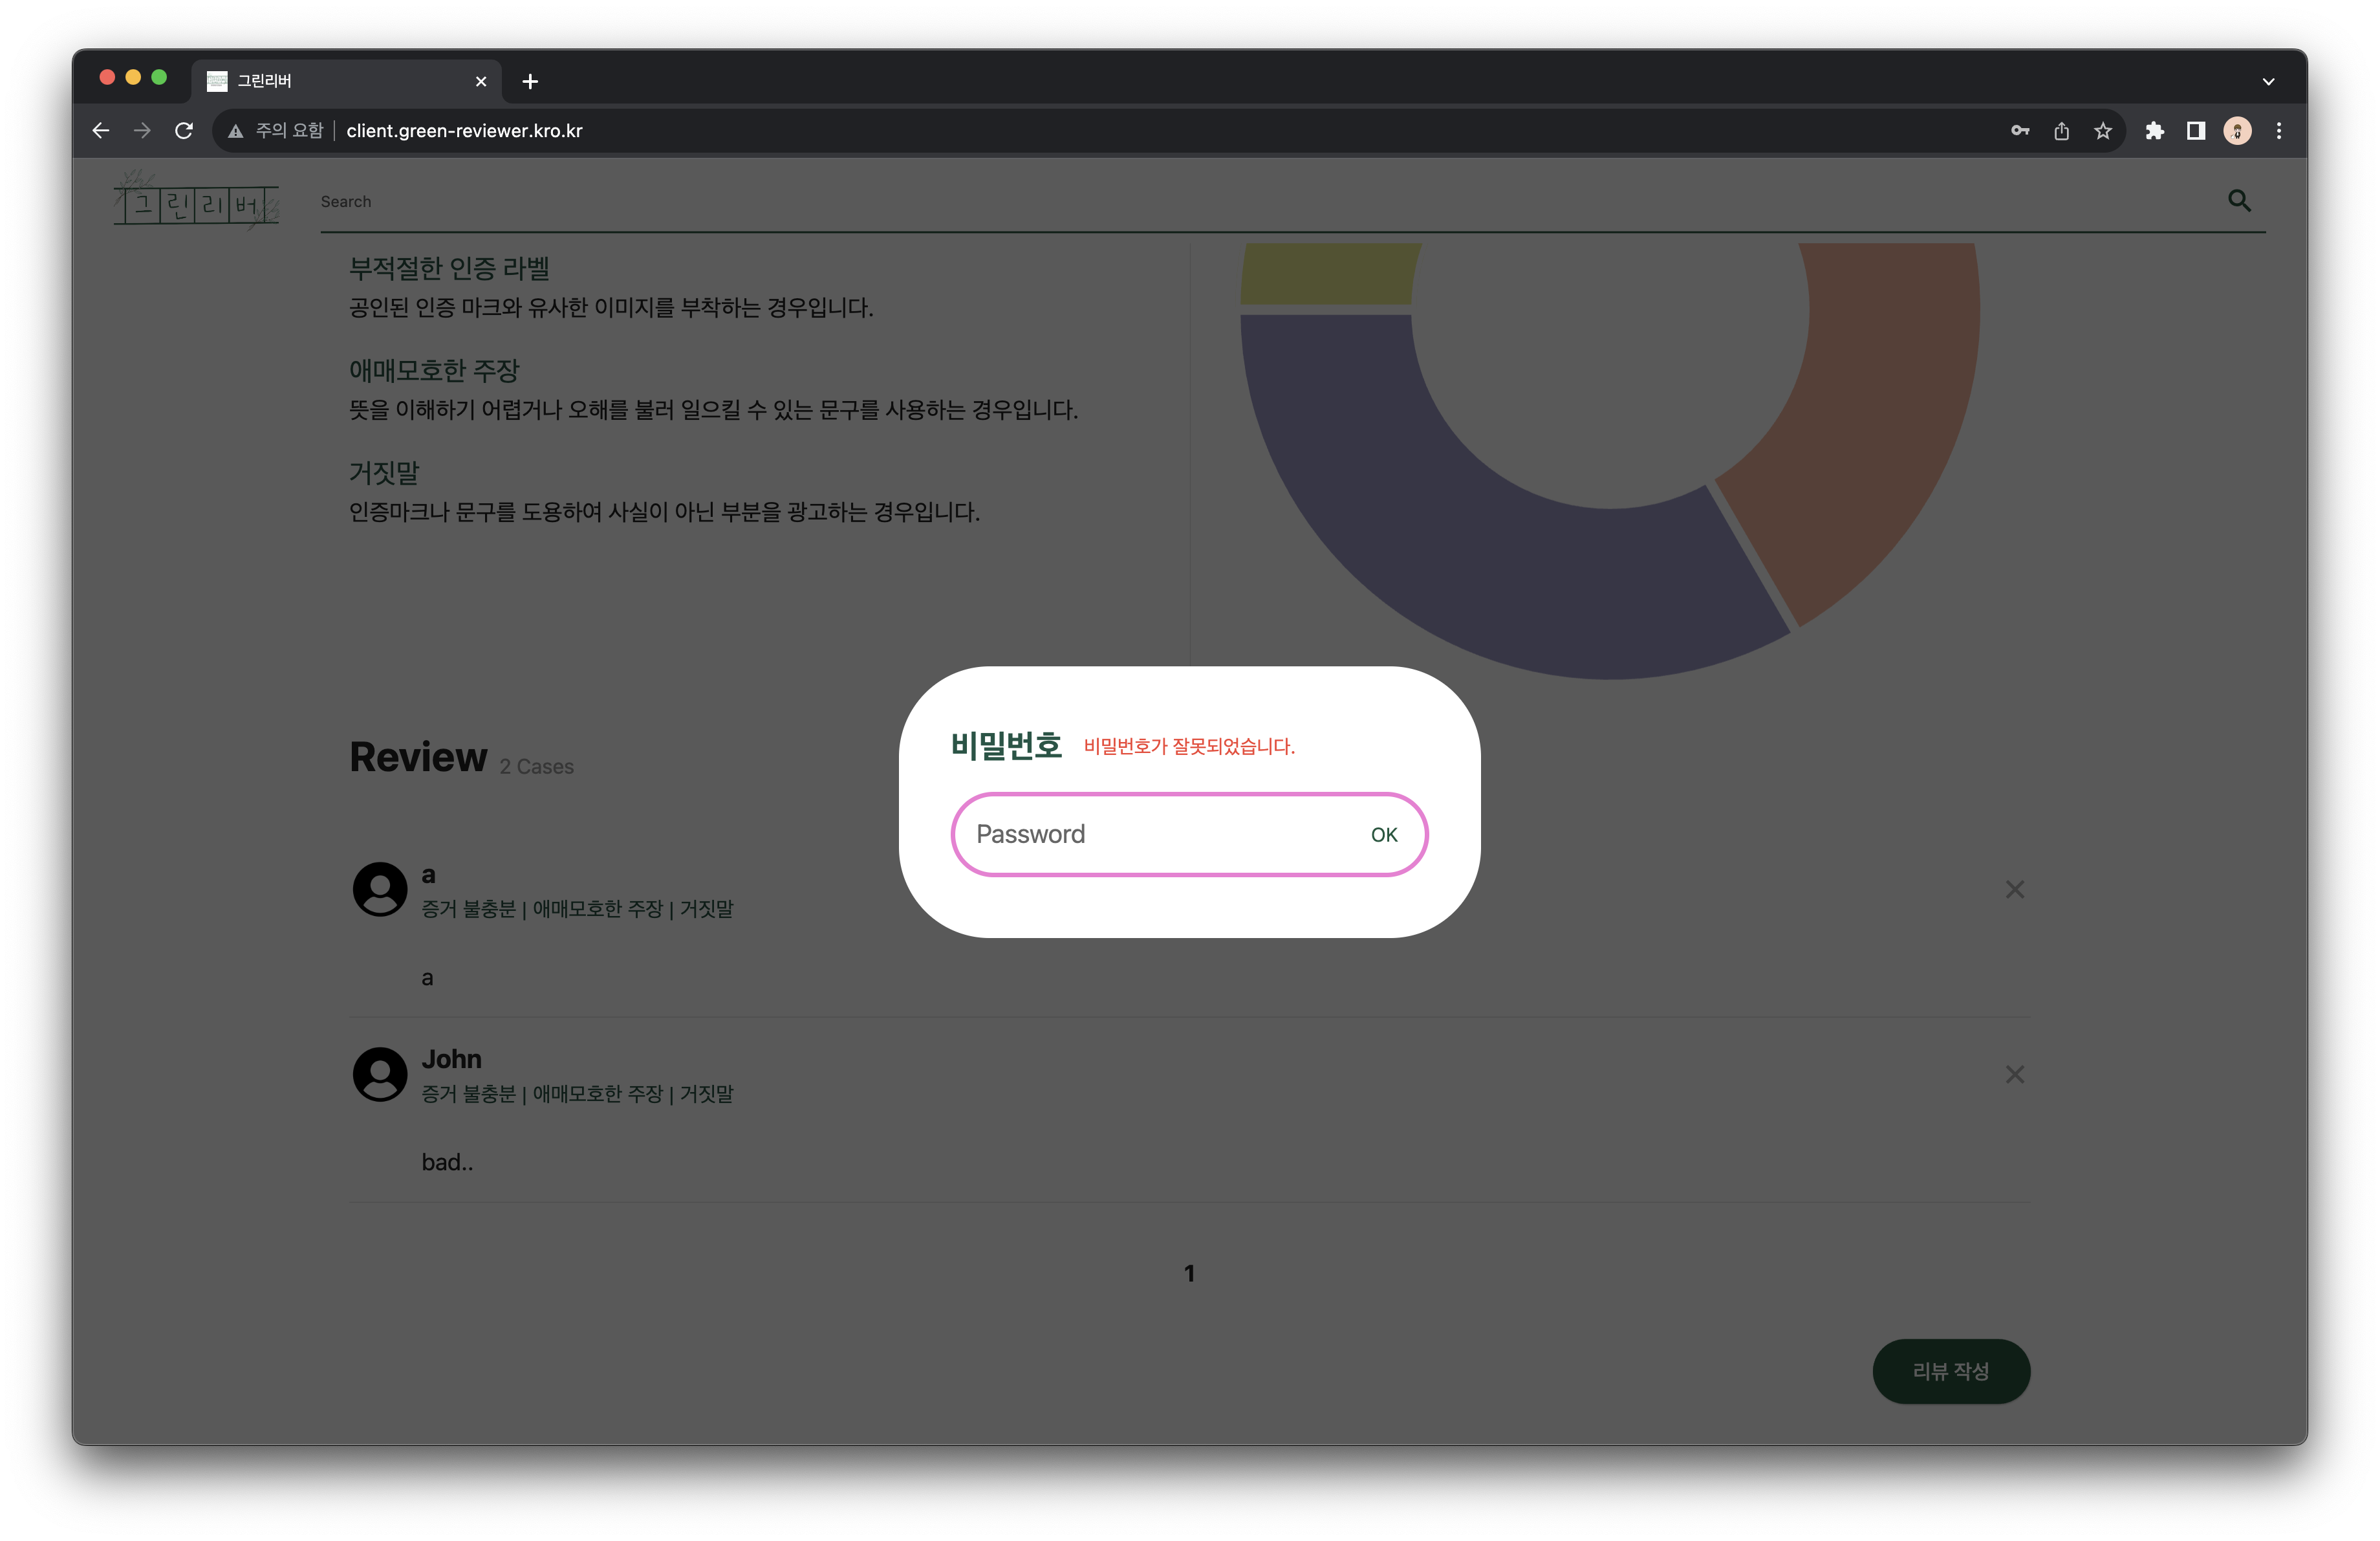 그린리버
주의 요함
client.green-reviewer.kro.kr
그린리버
Search
부적절한 인증 라벨
공인된 인증 마크와 유사한 이미지를 부착하는 경우입니다.
애매모호한 주장
뜻을 이해하기 어렵거나 오해를 불러 일으킬 수 있는 문구를 사용하는 경우입니다.
거짓말
인증마크나 문구를 도용하여 사실이 아닌 부분을 광고하는 경우입니다.
비밀번호 비밀번호가 잘못되었습니다.
Password OK
Review 2 Cases
a
증거 불충분 | 애매모호한 주장 | 거짓말
a
John
증거 불충분 | 애매모호한 주장 | 거짓말
bad..
1
리뷰 작성